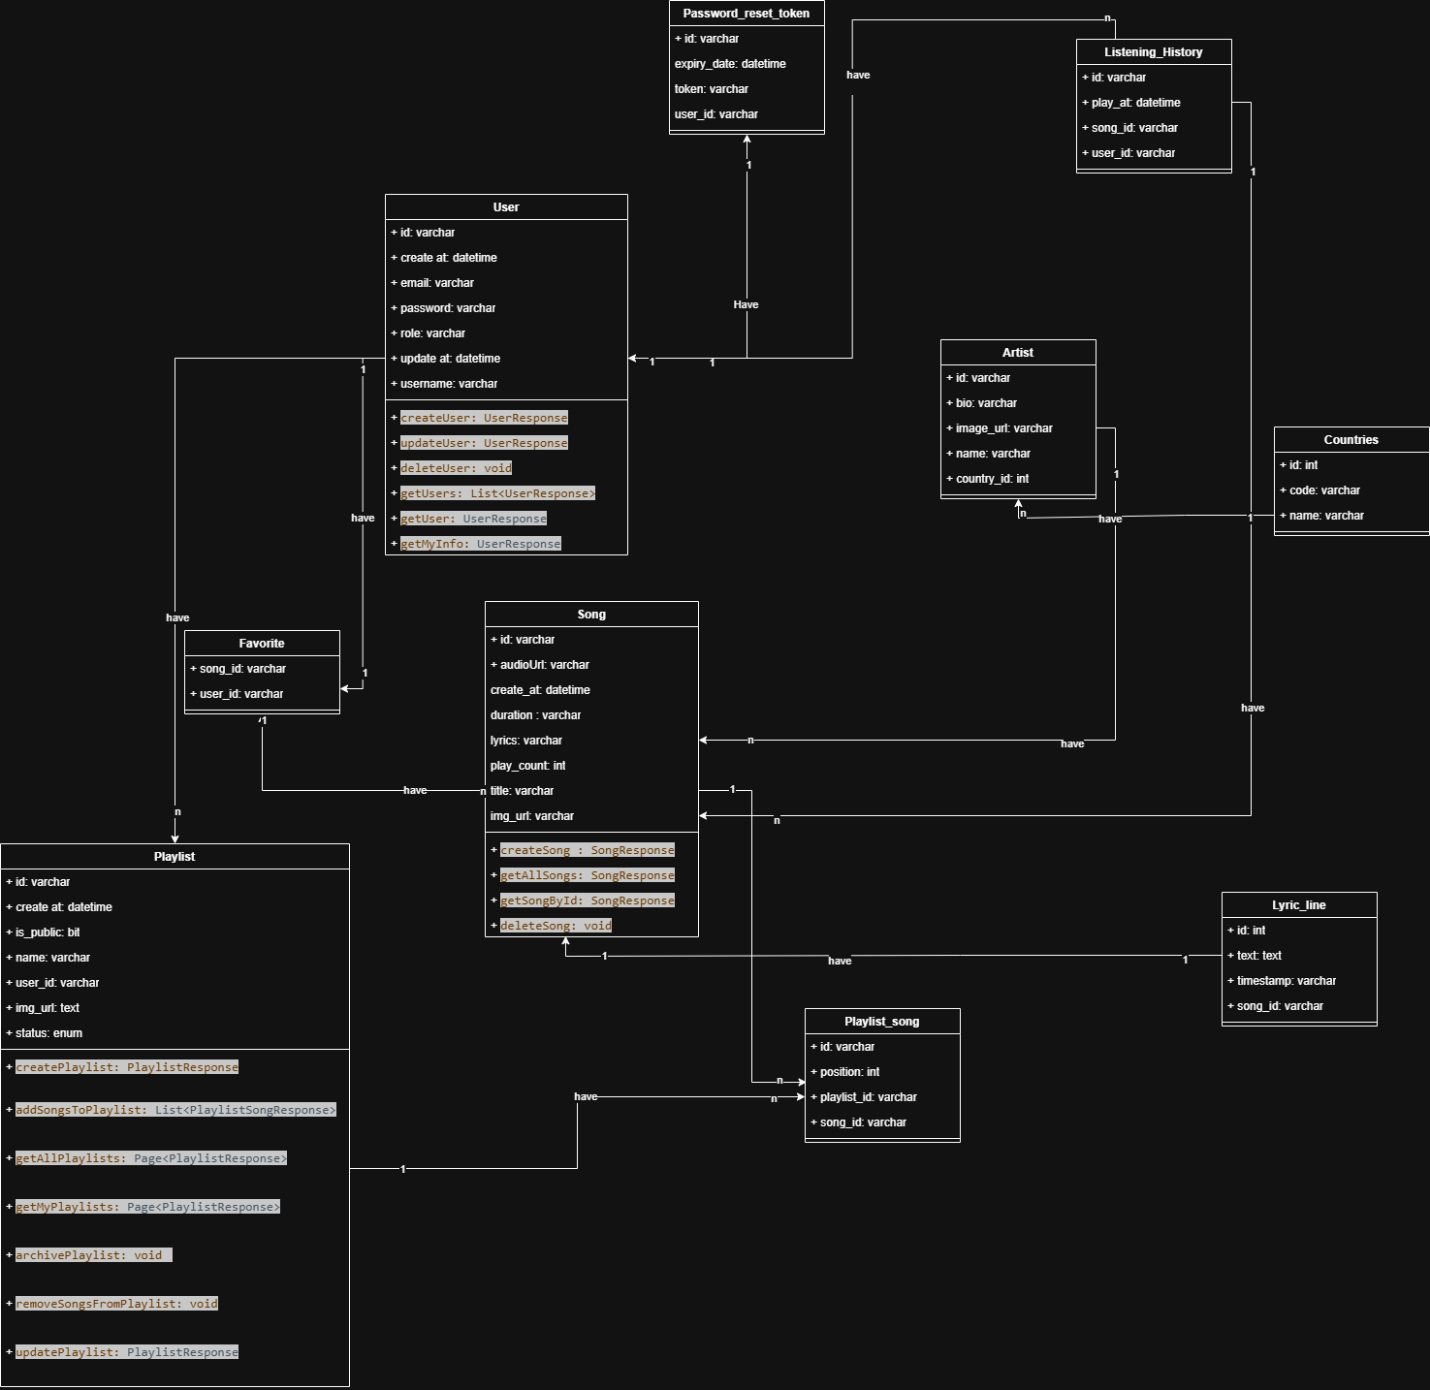 Password_reset_token
+ id: varchar
expiry_date: datetime
token: varchar
user_id: varchar
1
Have
n
have
Listening_History
+ id: varchar
+ play_at: datetime
+ song_id: varchar
+ user_id: varchar
1
have
n
User
+ id: varchar
+ create at: datetime
+ email: varchar
+ password: varchar
+ role: varchar
+ update at: datetime
+ username: varchar
+ createUser: UserResponse
+ updateUser: UserResponse
+ deleteUser: void
+ getUsers: List<UserResponse>
+ getUser: UserResponse
+ getMyInfo: UserResponse
1
1
1
have
1
have
n
Artist
+ id: varchar
+ bio: varchar
+ image_url: varchar
+ name: varchar
+ country_id: int
1
have
n
n
have
1
Countries
+ id: int
+ code: varchar
+ name: varchar
Favorite
+ song_id: varchar
+ user_id: varchar
1
have
n
Song
+ id: varchar
+ audioUrl: varchar
create_at: datetime
duration : varchar
lyrics: varchar
play_count: int
title: varchar
img_url: varchar
+ createSong : SongResponse
+ getAllSongs: SongResponse
+ getSongById: SongResponse
+ deleteSong: void
1
n
1
have
1
Lyric_line
+ id: int
+ text: text
+ timestamp: varchar
+ song_id: varchar
Playlist
+ id: varchar
+ create at: datetime
+ is_public: bit
+ name: varchar
+ user_id: varchar
+ img_url: text
+ status: enum
+ createPlaylist: PlaylistResponse
+ addSongsToPlaylist: List<PlaylistSongResponse>
+ getAllPlaylists: Page<PlaylistResponse>
+ getMyPlaylists: Page<PlaylistResponse>
+ archivePlaylist: void
+ removeSongsFromPlaylist: void
+ updatePlaylist: PlaylistResponse
1
have
n
Playlist_song
+ id: varchar
+ position: int
+ playlist_id: varchar
+ song_id: varchar